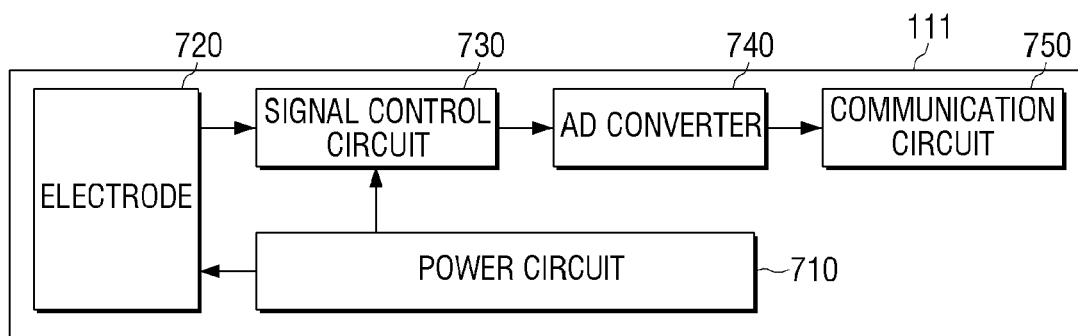 111
720
730
740
750
ELECTRODE
SIGNAL CONTROL
CIRCUIT
AD CONVERTER
COMMUNICATION
CIRCUIT
POWER CIRCUIT
710